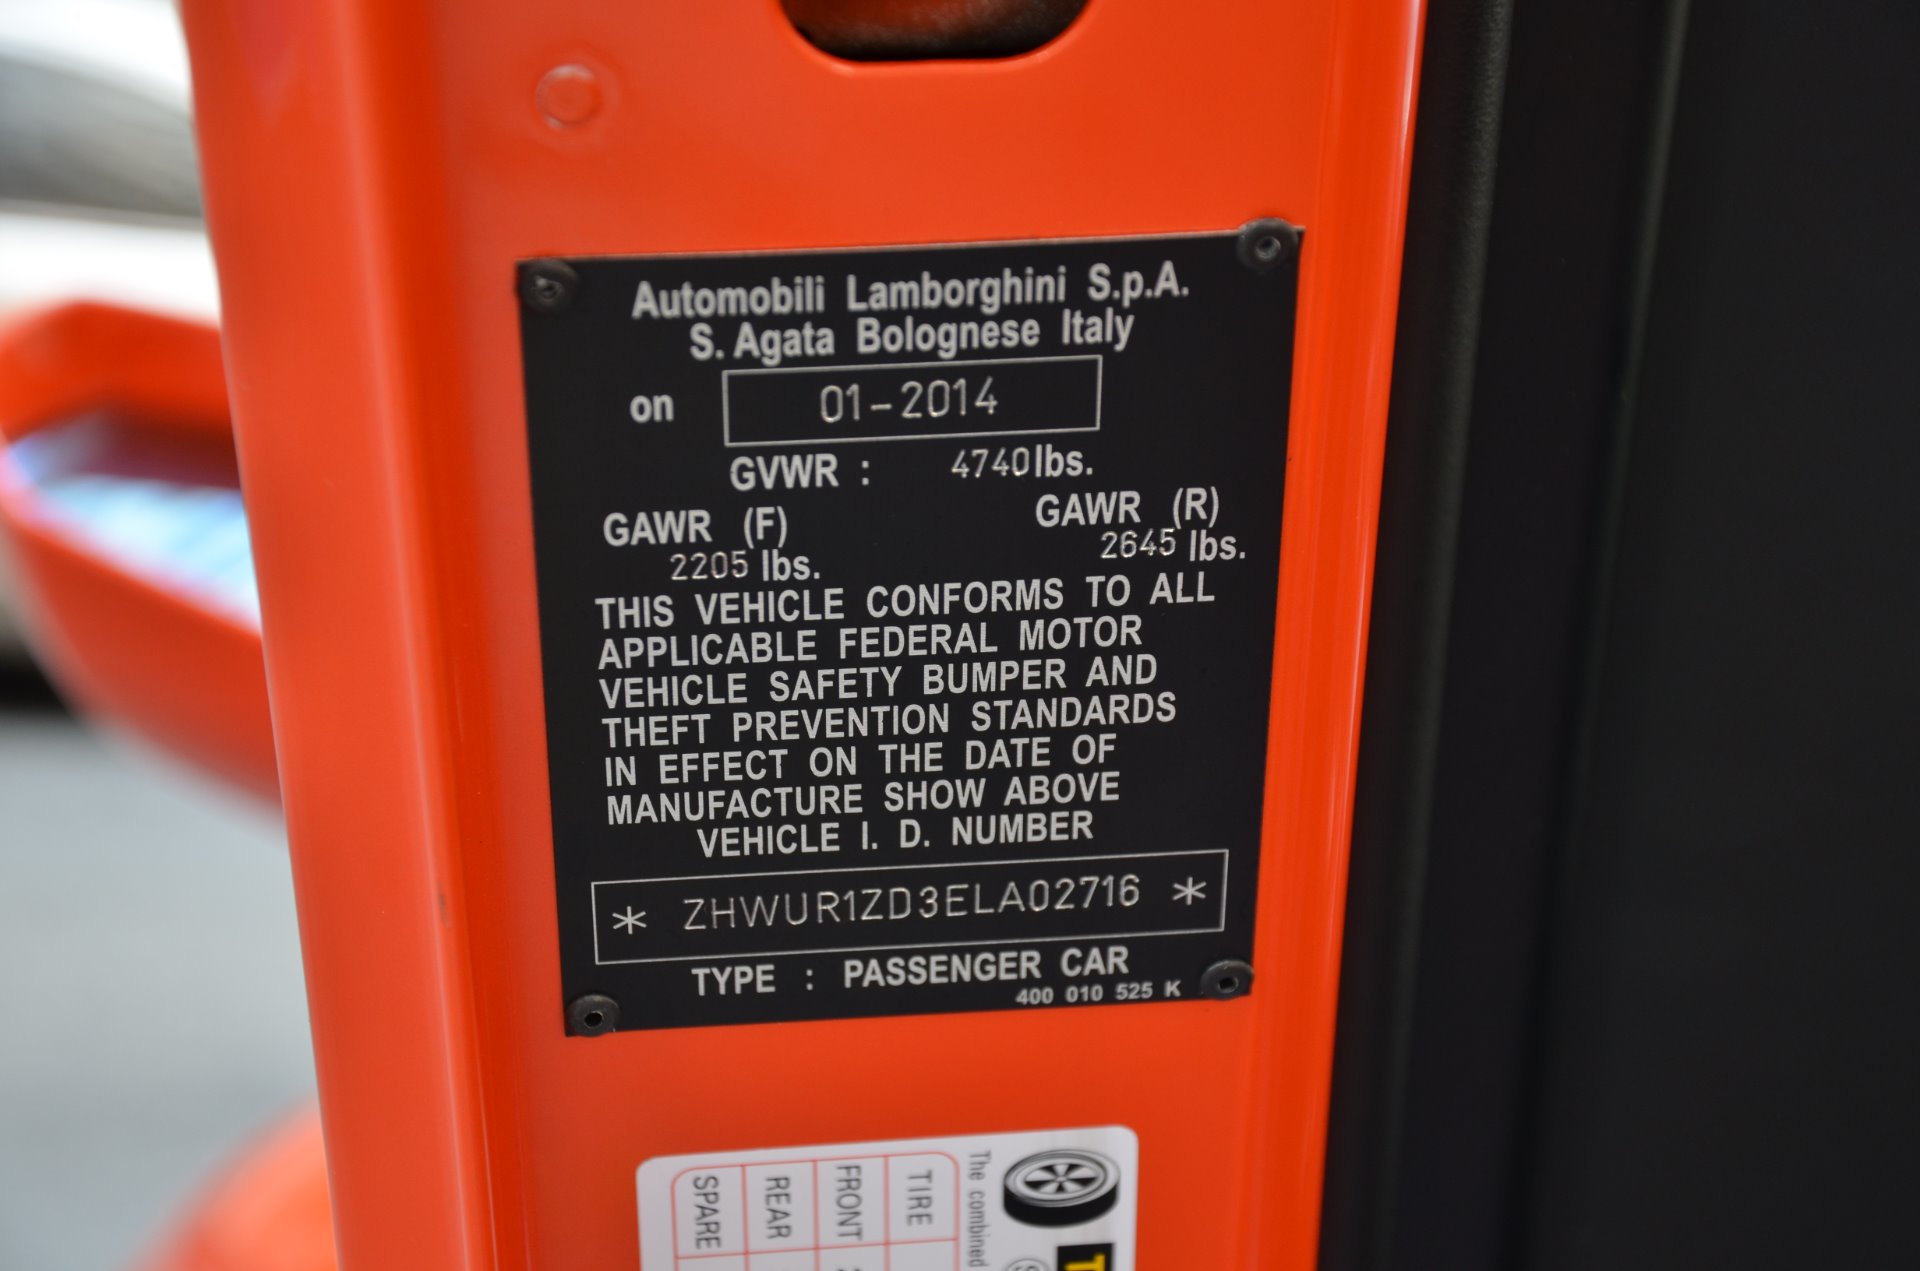 Automobili Lamborghini S.p.A.
S. Agata Bolognese Italy
on 01-2014
GVWR : 4740 lbs.
GAWR (F) GAWR (R)
2205 lbs. 2645 lbs.
THIS VEHICLE CONFORMS TO ALL
APPLICABLE FEDERAL MOTOR
VEHICLE SAFETY BUMPER AND
THEFT PREVENTION STANDARDS
IN EFFECT ON THE DATE OF
MANUFACTURE SHOW ABOVE
VEHICLE I. D. NUMBER
* ZHWUR1ZD3ELA02716 *
TYPE : PASSENGER CAR
400 010 525 K
The combined
TIRE
FRONT
REAR
SPARE